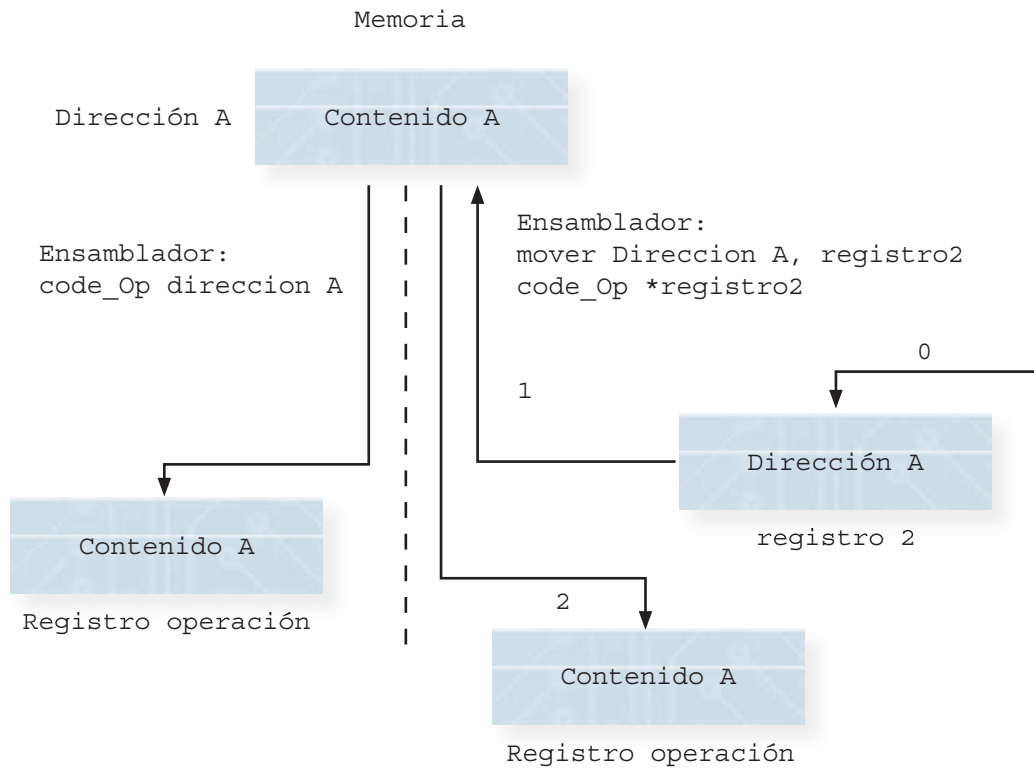 Memoria
Dirección A
Contenido A
Ensamblador:
code_Op direccion A
Ensamblador:
mover Direccion A, registro2
code_Op *registro2
0
1
Dirección A
registro 2
Contenido A
Registro operación
2
Contenido A
Registro operación